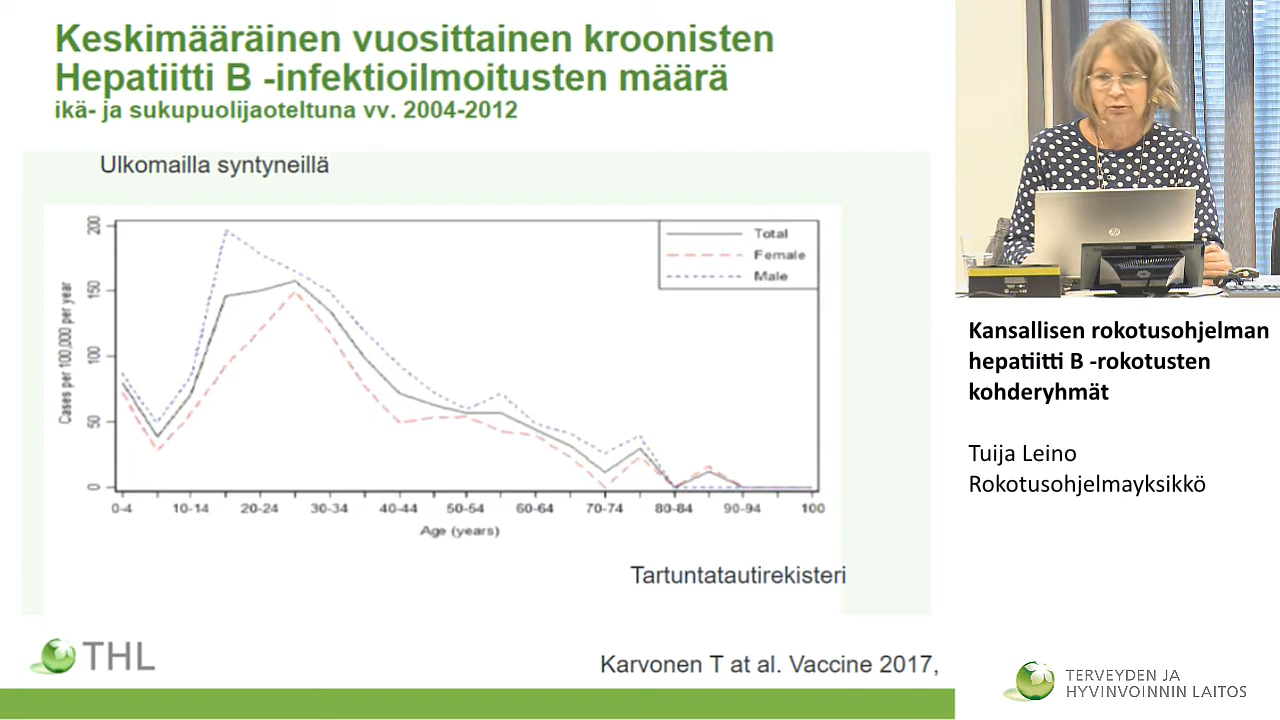 Keskimääräinen vuosittainen kroonisten
Hepatiitti B -infektioilmoitusten määrä
ikä- ja sukupuolijaoteltuna vv. 2004-2012
Ulkomailla syntyneillä
Total
Female
Male
Cases per 100,000 per year
200
150
100
50
0
0-4 10-14 20-24 30-34 40-44 50-54 60-64 70-74 80-84 90-94 100
Age (years)
Tartuntatautirekisteri
THL
Karvonen T at al. Vaccine 2017,
hp
Kansallisen rokotusohjelman
hepatiitti B -rokotusten
kohderyhmät
Tuija Leino
Rokotusohjelmayksikkö
TERVEYDEN JA
HYVINVOINNIN LAITOS